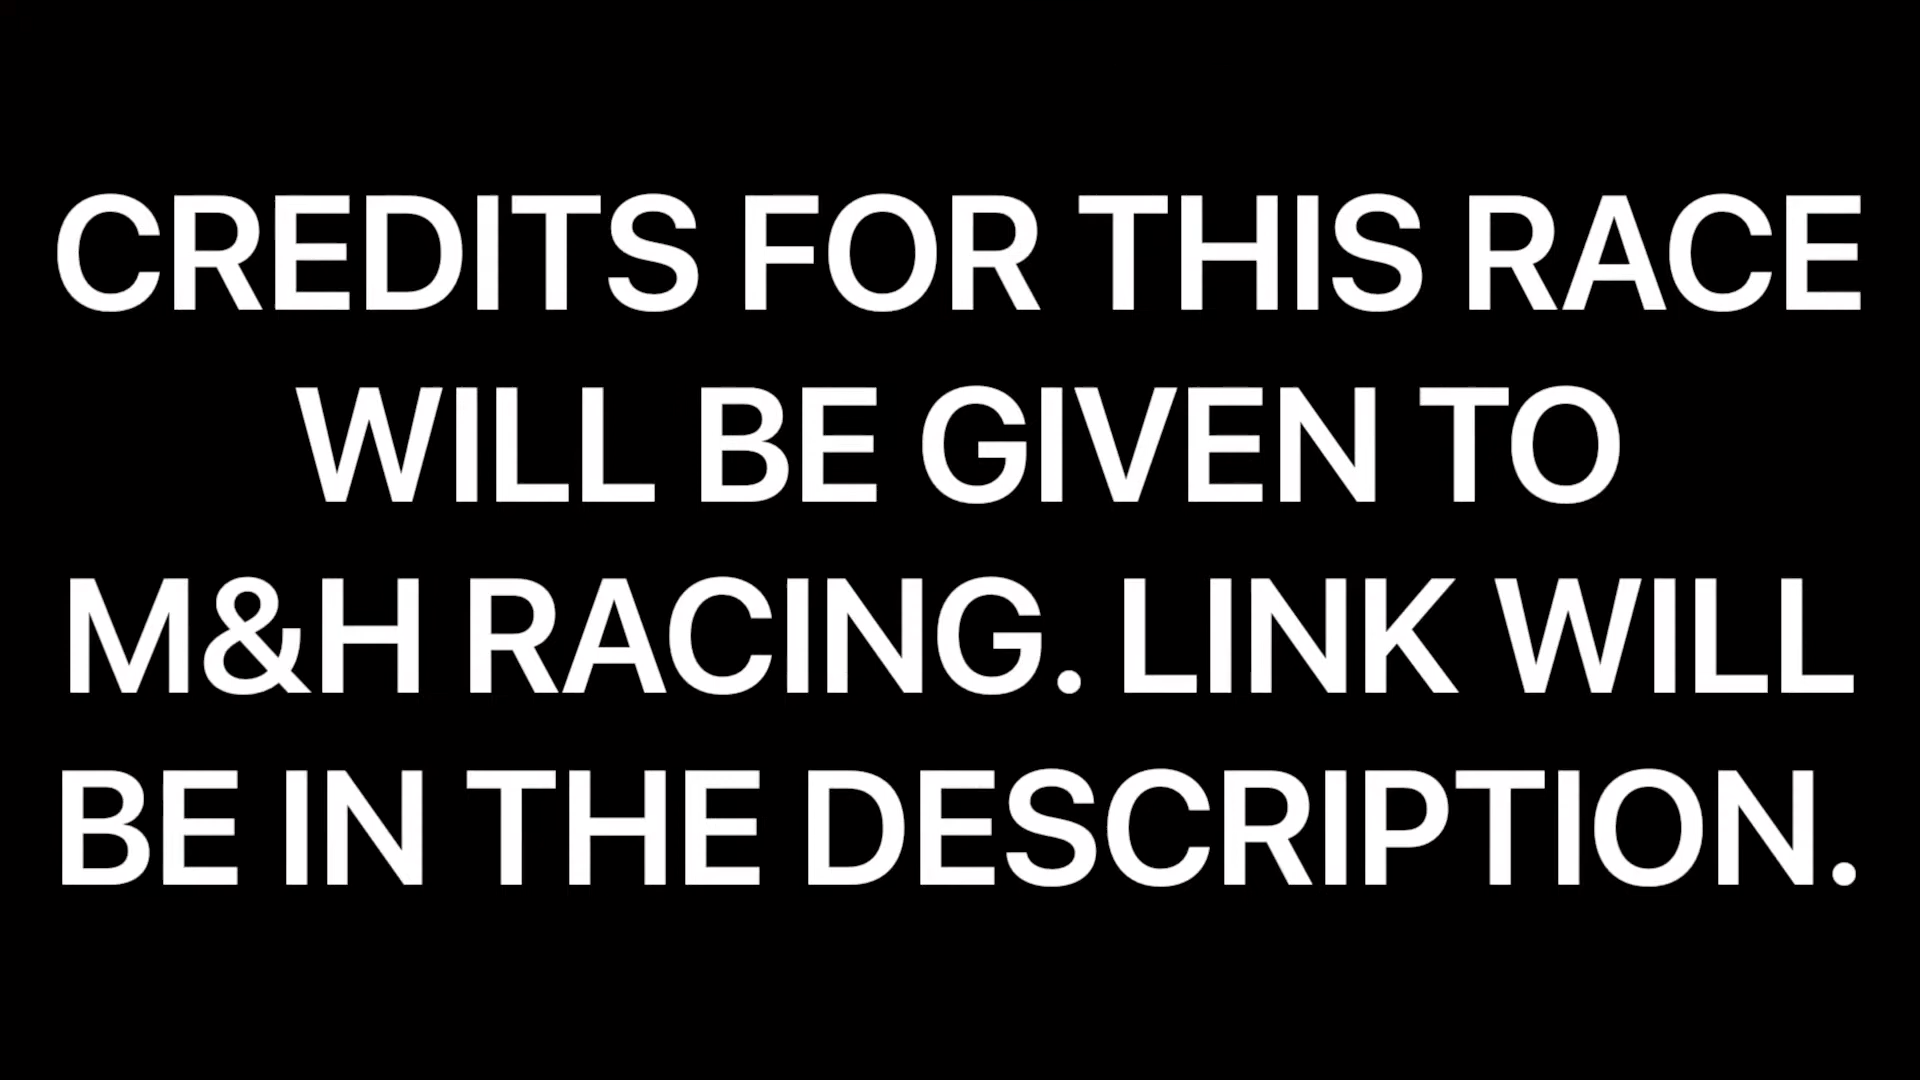 CREDITS FOR THIS RACE
WILL BE GIVEN TO
M&H RACING. LINK WILL
BE IN THE DESCRIPTION.